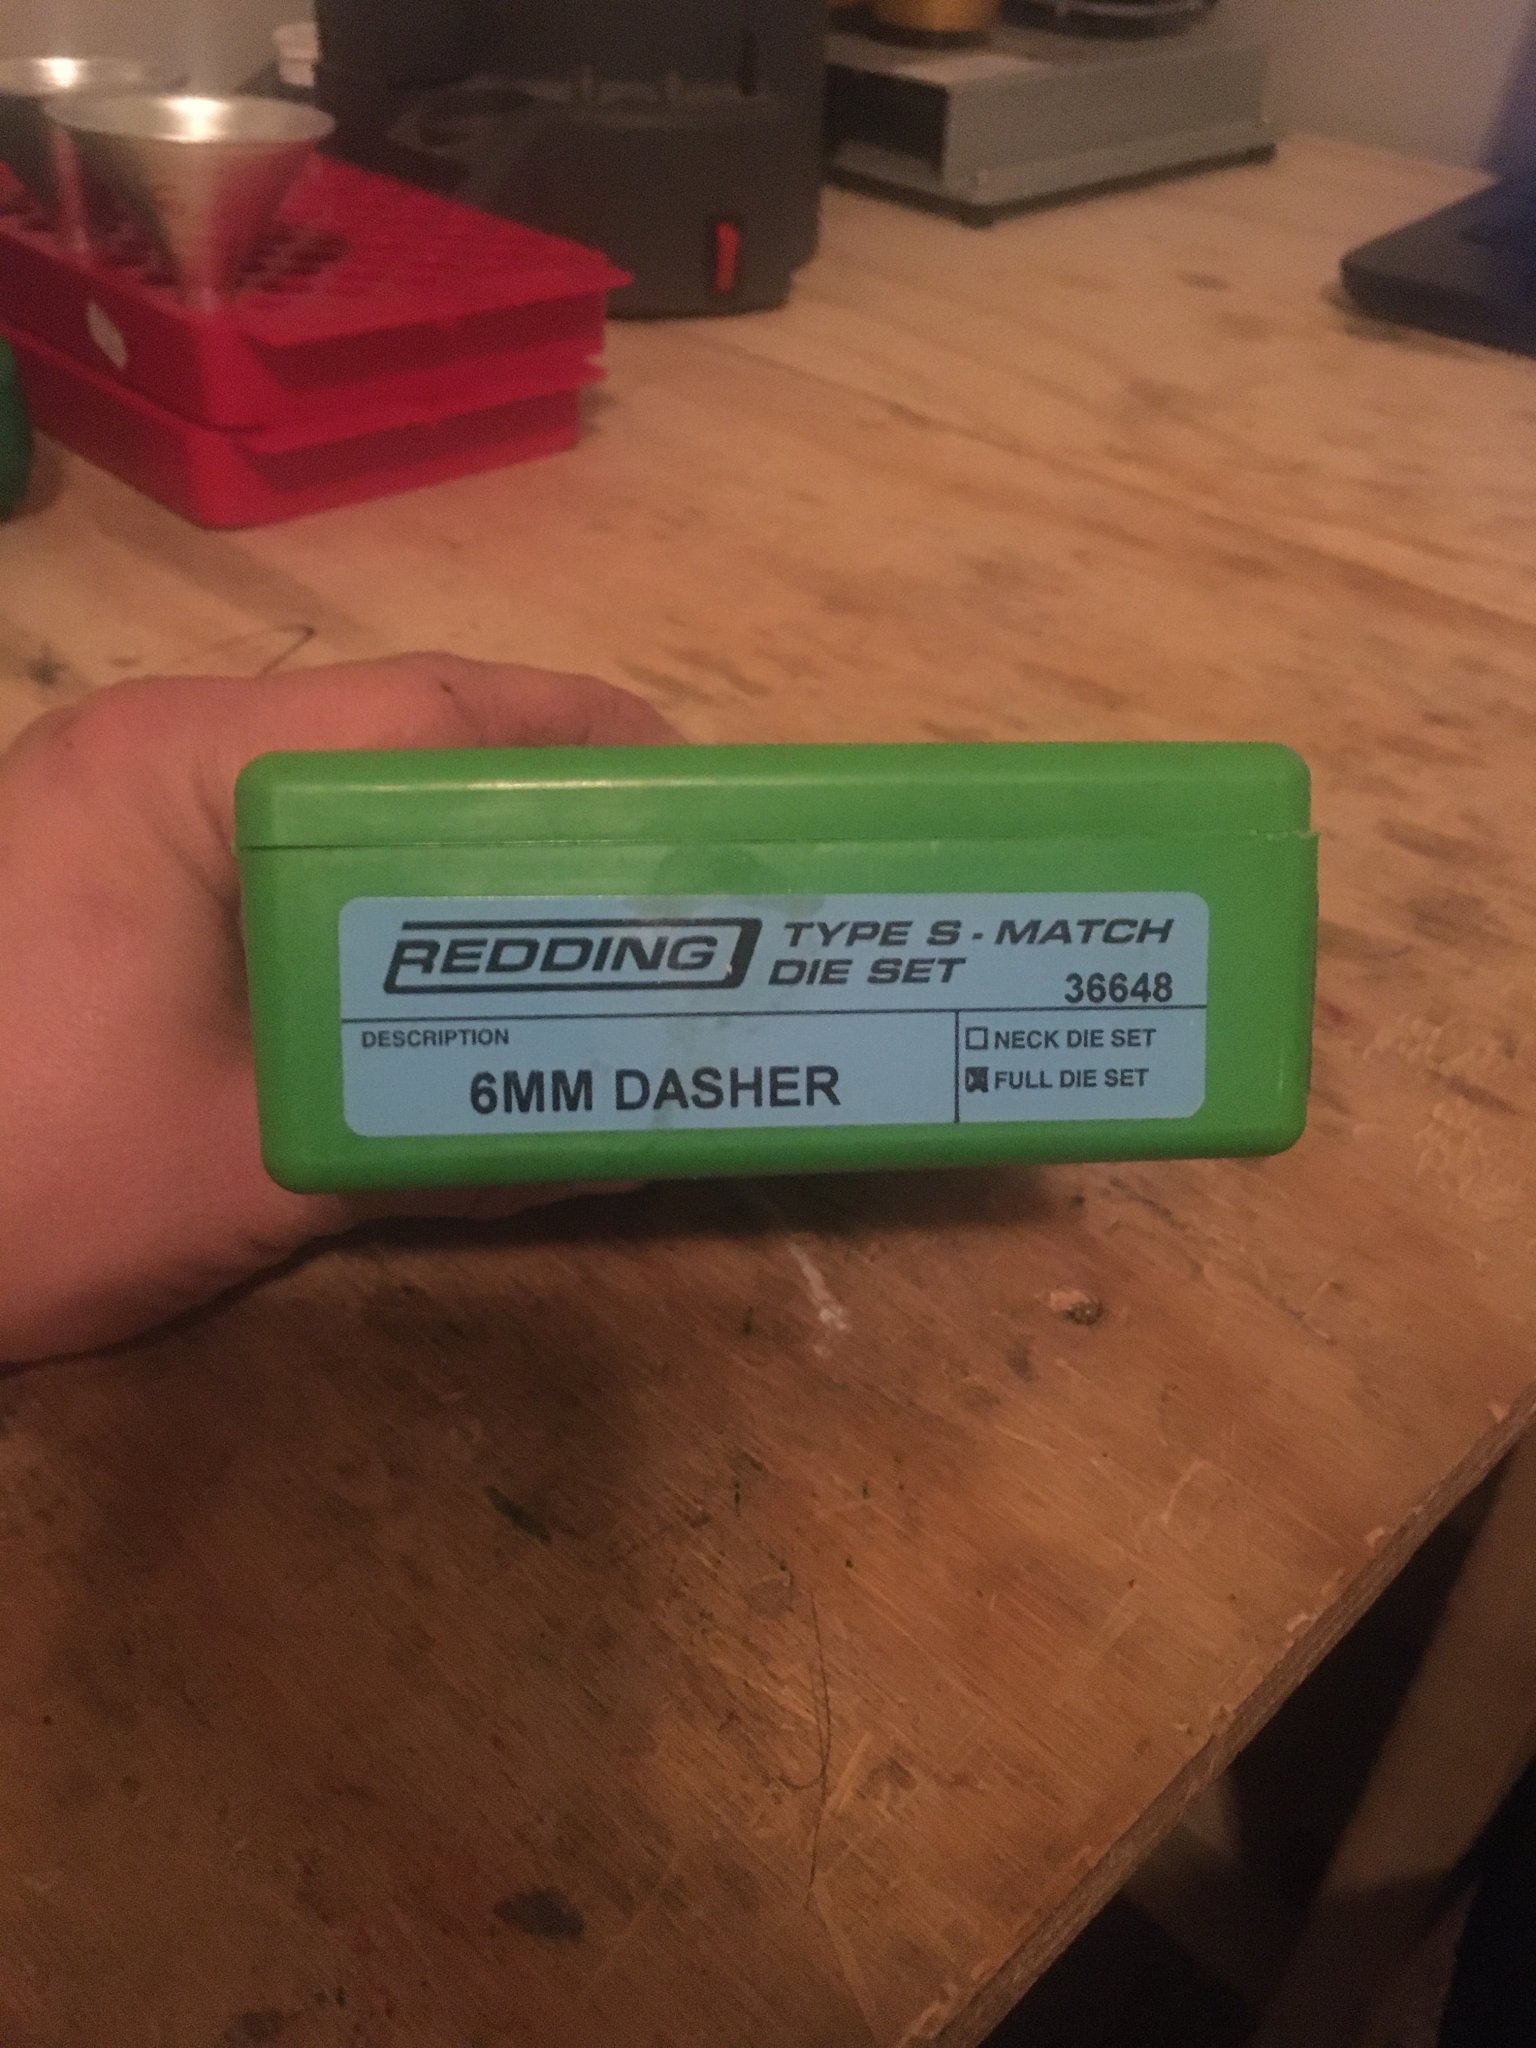 REDDING TYPE S - MATCH
DIE SET
36648
DESCRIPTION
6MM DASHER
NECK DIE SET
FULL DIE SET